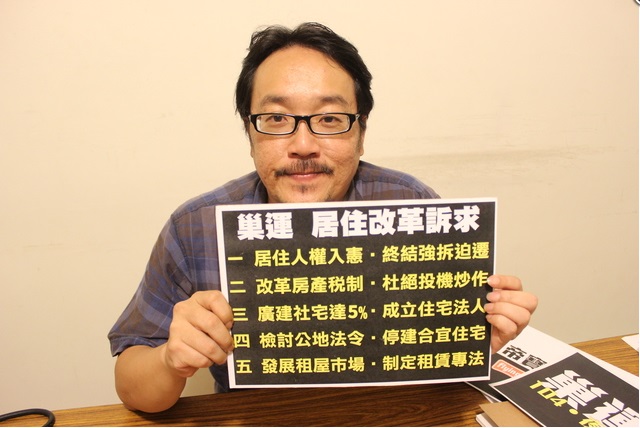 巢運 居住改革訴求
一 居住人權入憲・終結強拆迫遷
二 改革房產稅制・杜絕投機炒作
三 廣建社宅達5%・成立住宅法人
四 檢討公地法令・停建合宜住宅
五 發展租屋市場・制定租賃專法
帝寶
巢運
104・